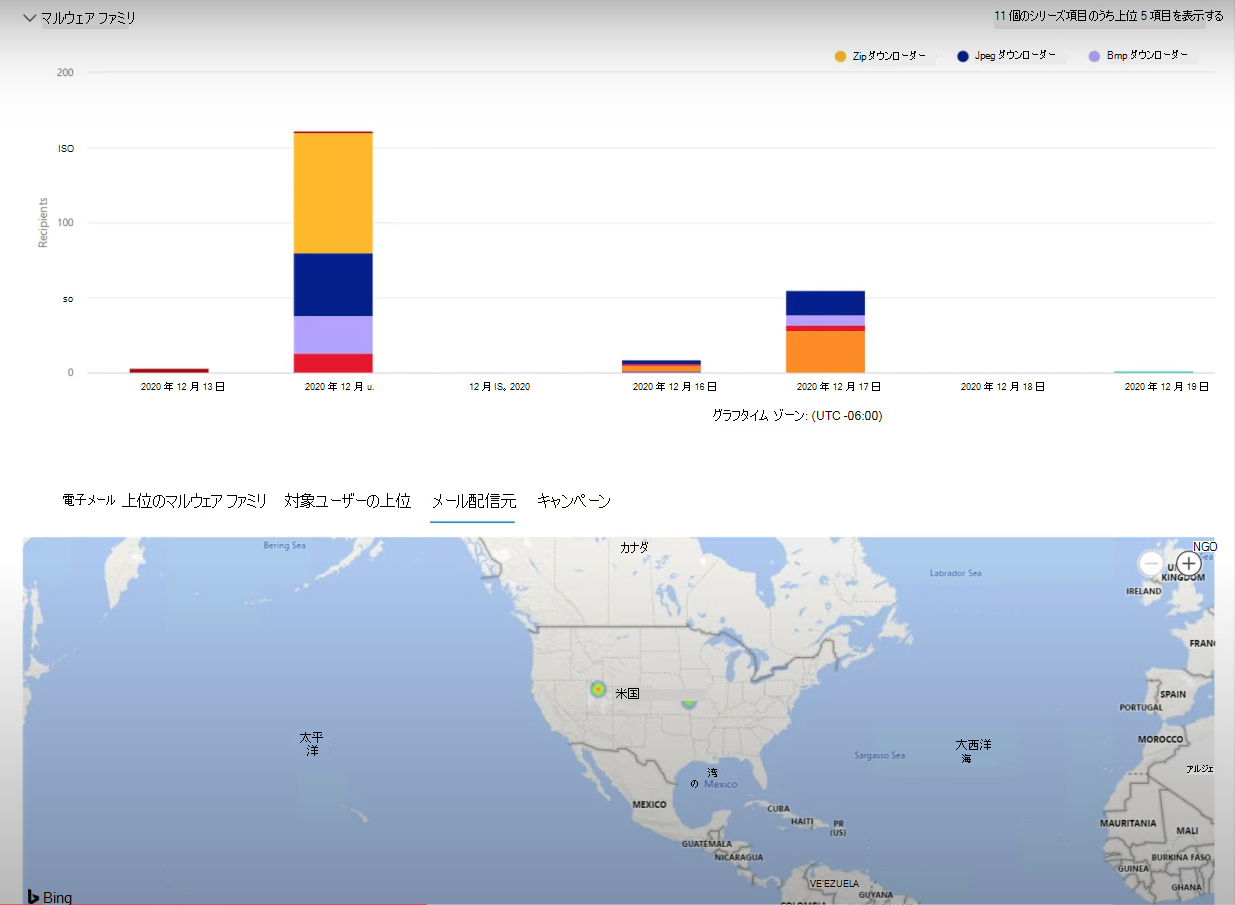 マルウェア ファミリ
11 個のシリーズ項目のうち上位 5 項目を表示する
Zip ダウンローダー Jpeg ダウンローダー Bmp ダウンローダー
200
ISO
100
so
0
Recipients
2020 年 12 月 13 日 2020 年 12 月 u. 12 月 IS, 2020 2020 年 12 月 16 日 2020 年 12 月 17 日 2020 年 12 月 18 日 2020 年 12 月 19 日
グラフタイム ゾーン: (UTC -06:00)
電子メール 上位のマルウェア ファミリ 対象ユーザーの上位 メール配信元 キャンペーン
Bering Sea
カナダ
NGO
Sea
Labrador Sea
KINGDOM
IRELAND
FRANC
米国
SPAIN
PORTUGAL
太平
洋
大西洋
海
MOROCCO
Sargasso Sea
アルジェ
湾
の Mexico
MEXICO
CUBA
HAITI
PR
(US)
MAURITANIA
MALI
GUATEMALA
NICARAGUA
BURKINA FASO
GUINEA
VE'EZUELA
GUYANA
GHANA
COLOMBIA
Bing